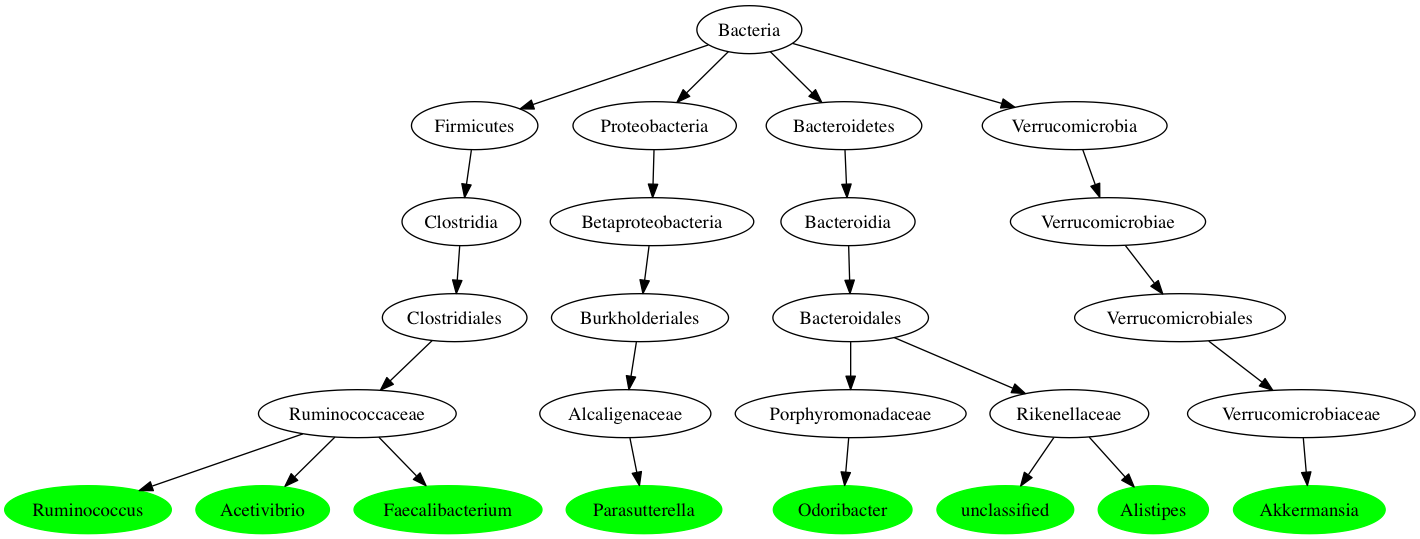 Bacteria
Firmicutes
Proteobacteria
Bacteroidetes
Verrucomicrobia
Clostridia
Betaproteobacteria
Bacteroidia
Verrucomicrobiae
Clostridiales
Burkholderiales
Bacteroidales
Verrucomicrobiales
Ruminococcaceae
Alcaligenaceae
Porphyromonadaceae
Rikenellaceae
Verrucomicrobiaceae
Ruminococcus
Acetivibrio
Faecalibacterium
Parasutterella
Odoribacter
unclassified
Alistipes
Akkermansia